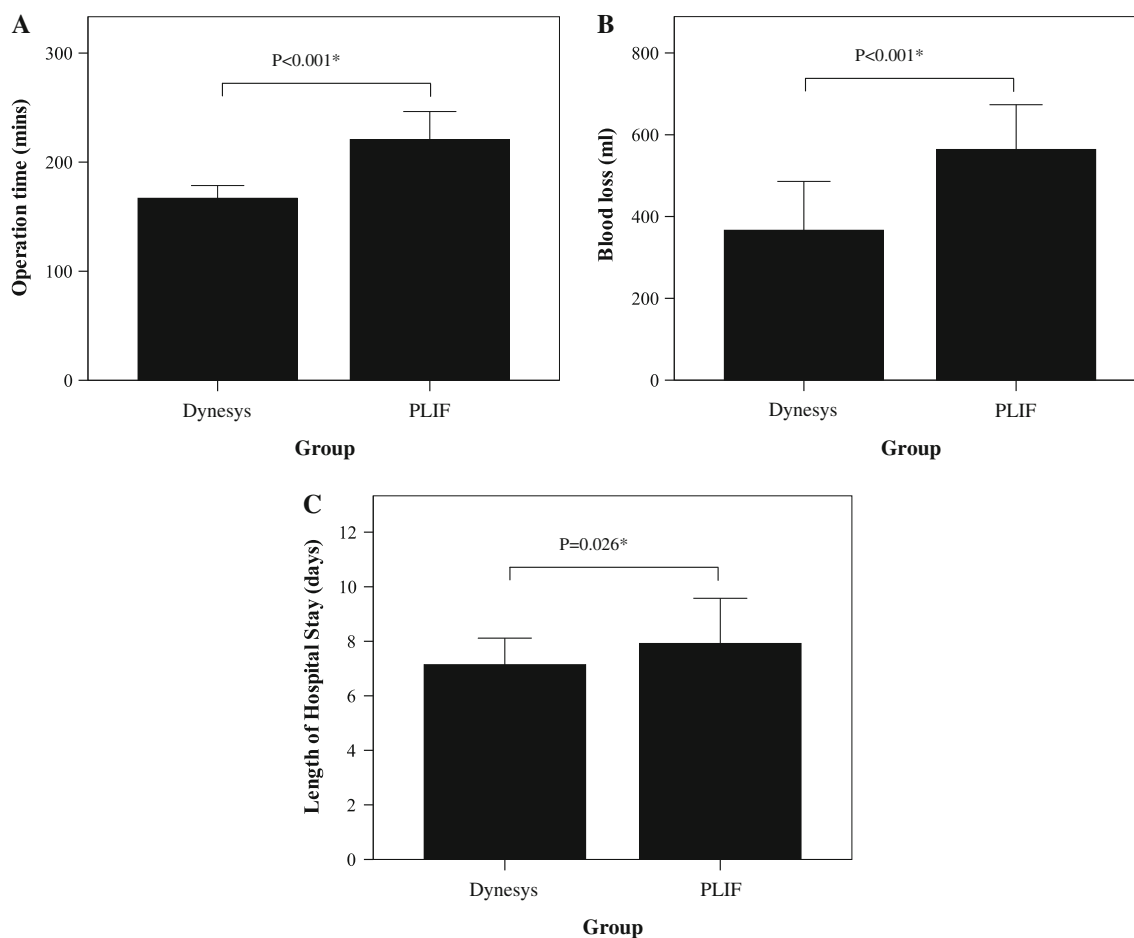 A
P<0.001*
Operation time (mins)
300
200
100
0
Dynesys PLIF
Group
B
P<0.001*
Blood loss (ml)
800
600
400
200
0
Dynesys PLIF
Group
C
P=0.026*
Length of Hospital Stay (days)
12
10
8
6
4
2
0
Dynesys PLIF
Group